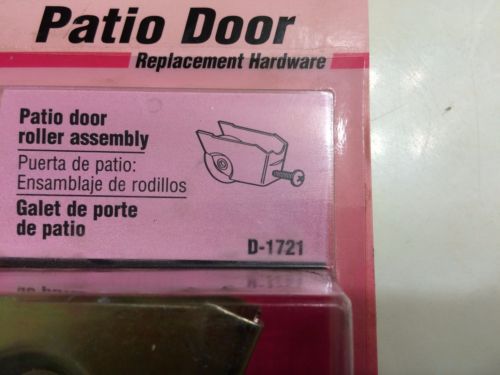 Patio Door
Replacement Hardware
Patio door
roller assembly
Puerta de patio:
Ensamblaje de rodillos
Galet de porte
de patio
D-1721